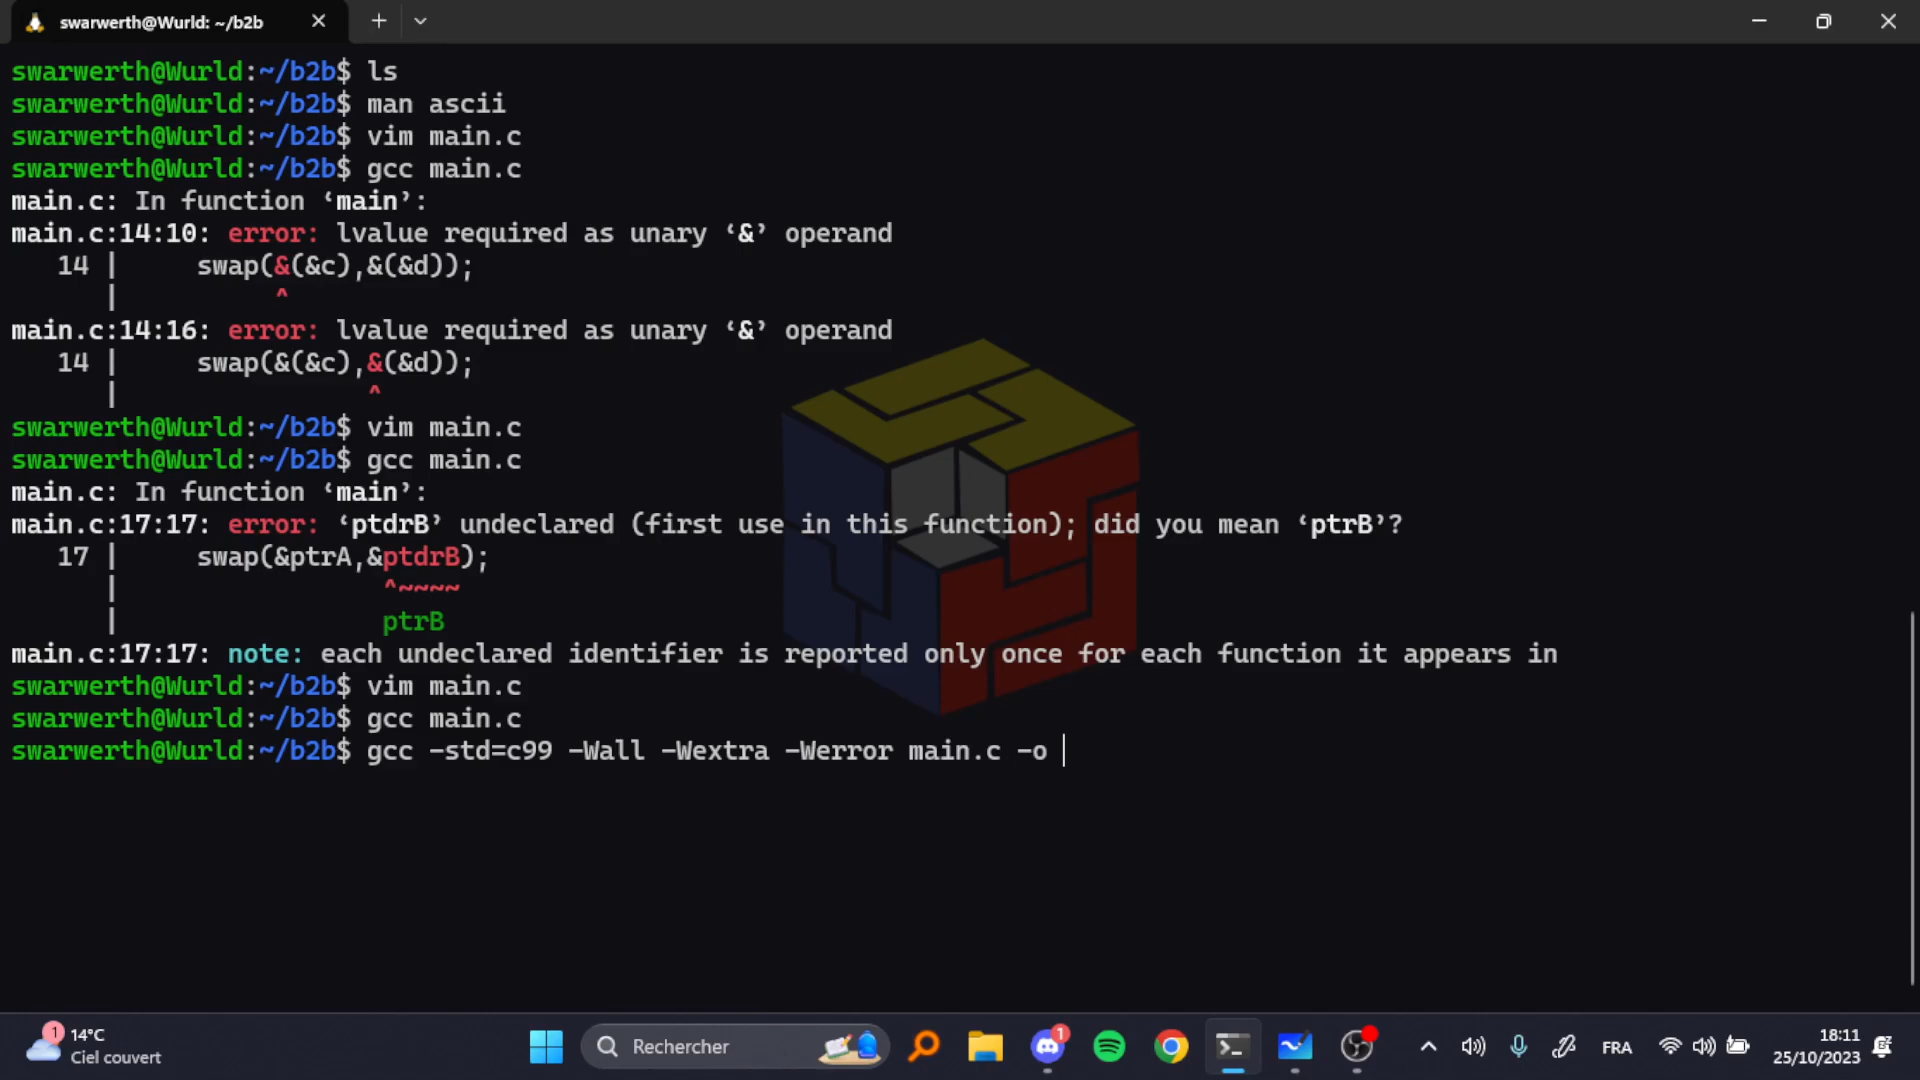 swarwerth@Wurld: ~/b2b
swarwerth@Wurld:~/b2b$ ls
swarwerth@Wurld:~/b2b$ man ascii
swarwerth@Wurld:~/b2b$ vim main.c
swarwerth@Wurld:~/b2b$ gcc main.c
main.c: In function ‘main’:
main.c:14:10: error: lvalue required as unary ‘&’ operand
   14 |     swap(&(&c),&(&d));
      |          ^
main.c:14:16: error: lvalue required as unary ‘&’ operand
   14 |     swap(&(&c),&(&d));
      |                ^
swarwerth@Wurld:~/b2b$ vim main.c
swarwerth@Wurld:~/b2b$ gcc main.c
main.c: In function ‘main’:
main.c:17:17: error: ‘ptdrB’ undeclared (first use in this function); did you mean ‘ptrB’?
   17 |     swap(&ptrA,&ptdrB);
      |                 ^~~~~
      |                 ptrB
main.c:17:17: note: each undeclared identifier is reported only once for each function it appears in
swarwerth@Wurld:~/b2b$ vim main.c
swarwerth@Wurld:~/b2b$ gcc main.c
swarwerth@Wurld:~/b2b$ gcc -std=c99 -Wall -Wextra -Werror main.c -o
1
14°C
Ciel couvert
Rechercher
1
FRA
18:11
25/10/2023